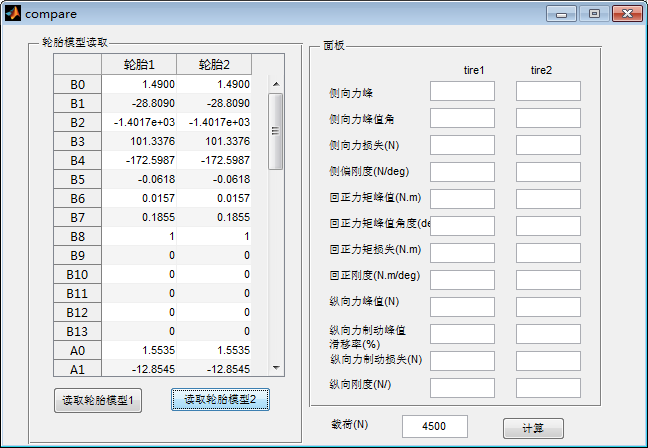 compare
轮胎模型读取
轮胎1 轮胎2
B0 1.4900 1.4900
B1 -28.8090 -28.8090
B2 -1.4017e+03 -1.4017e+03
B3 101.3376 101.3376
B4 -172.5987 -172.5987
B5 -0.0618 -0.0618
B6 0.0157 0.0157
B7 0.1855 0.1855
B8 1 1
B9 0 0
B10 0 0
B11 0 0
B12 0 0
B13 0 0
A0 1.5535 1.5535
A1 -12.8545 -12.8545
读取轮胎模型1 读取轮胎模型2
面板
tire1 tire2
侧向力峰
侧向力峰值角
侧向力损失(N)
侧偏刚度(N/deg)
回正力矩峰值(N.m)
回正力矩峰值角度(de
回正力矩损失(N.m)
回正刚度(N.m/deg)
纵向力峰值(N)
纵向力制动峰值
滑移率(%)
纵向力制动损失(N)
纵向刚度(N/)
载荷(N) 4500 计算